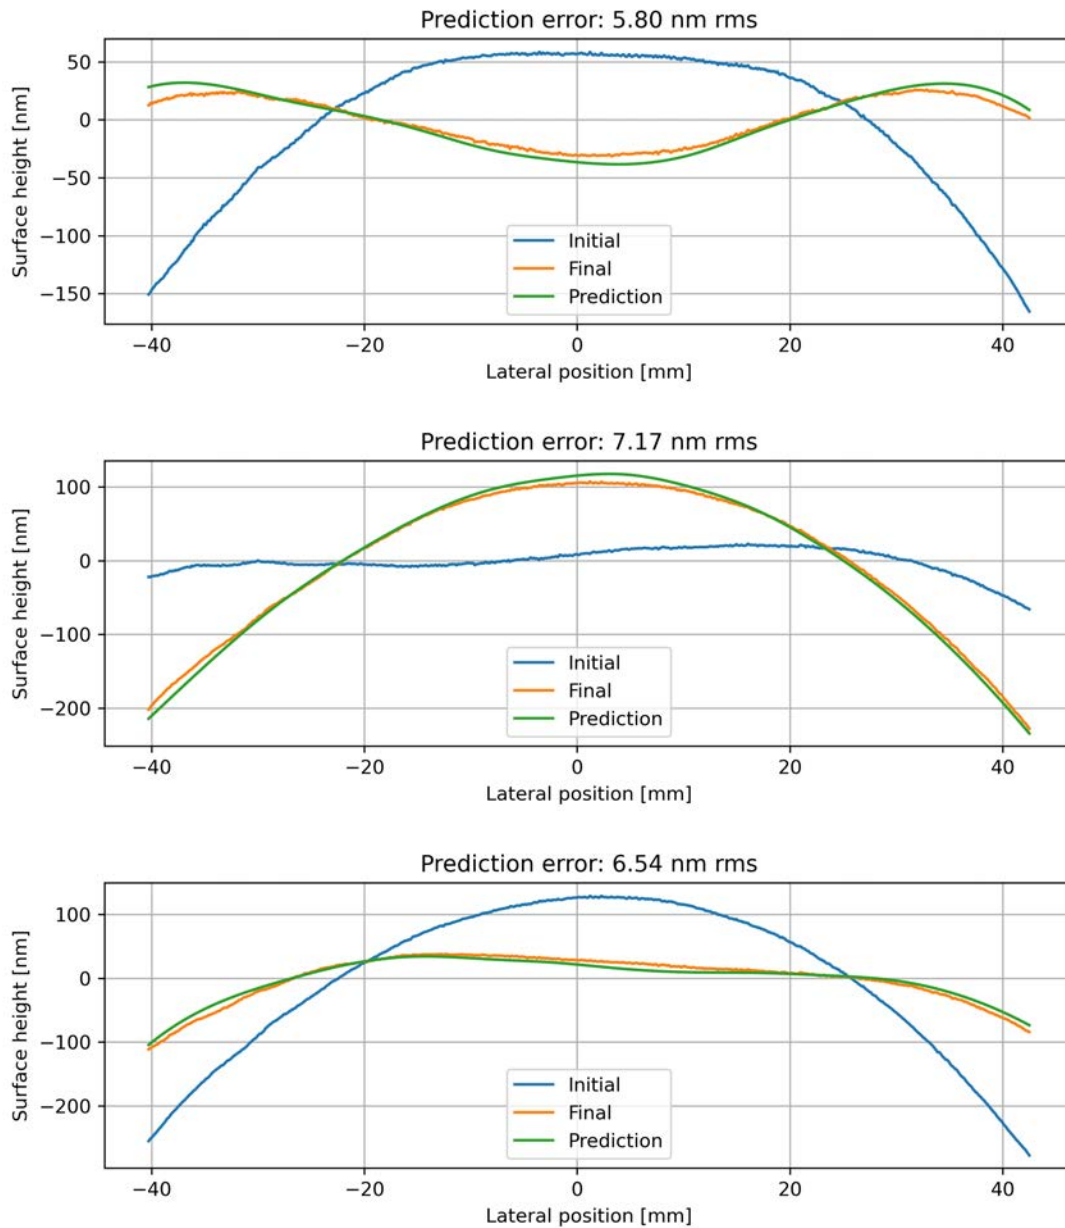 Prediction error: 5.80 nm rms
50
0
−50
−100
−150
Surface height [nm]
Initial
Final
Prediction
−40 −20 0 20 40
Lateral position [mm]
Prediction error: 7.17 nm rms
100
0
−100
−200
Surface height [nm]
Initial
Final
Prediction
−40 −20 0 20 40
Lateral position [mm]
Prediction error: 6.54 nm rms
100
0
−100
−200
Surface height [nm]
Initial
Final
Prediction
−40 −20 0 20 40
Lateral position [mm]